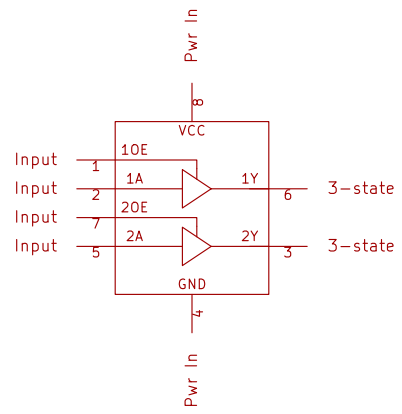 Pwr In
8
VCC
Input 1 1OE
Input 2 1A 1Y 6 3-state
Input 7 2OE
Input 5 2A 2Y 3 3-state
GND
4
Pwr In